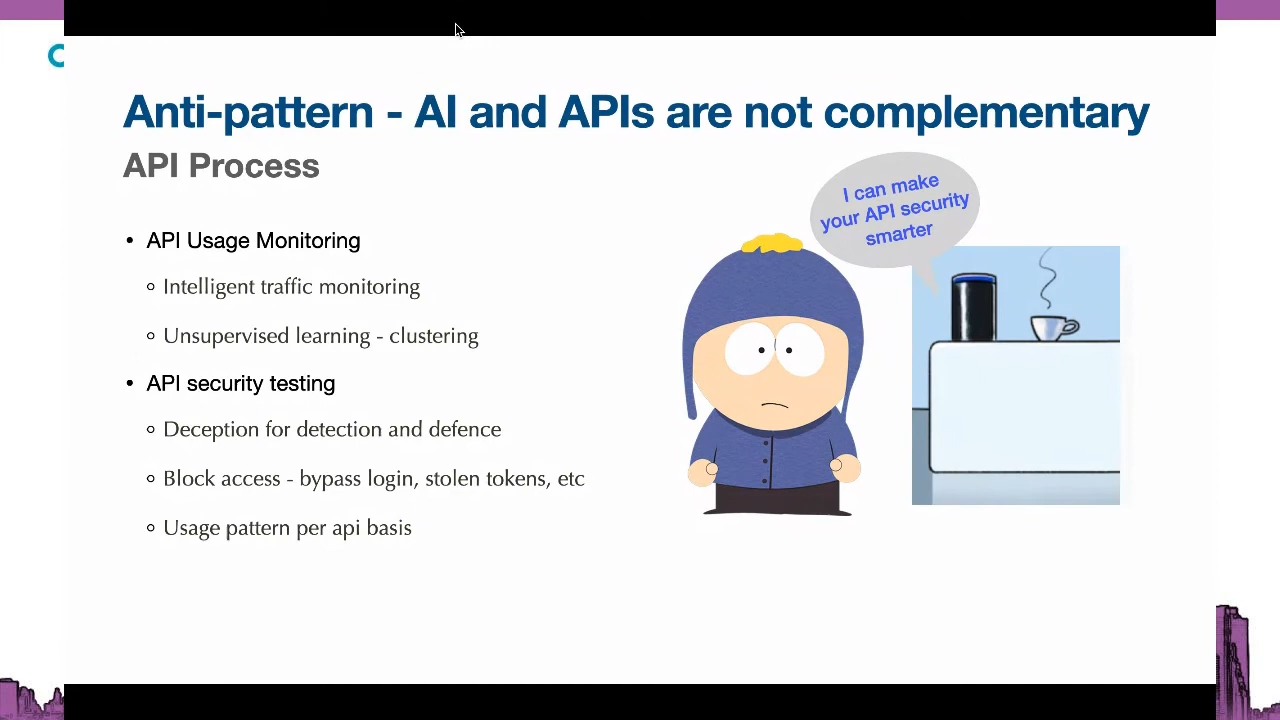 Anti-pattern - AI and APIs are not complementary
API Process
I can make
your API security
smarter
• API Usage Monitoring
Intelligent traffic monitoring
Unsupervised learning - clustering
• API security testing
Deception for detection and defence
Block access - bypass login, stolen tokens, etc
Usage pattern per api basis